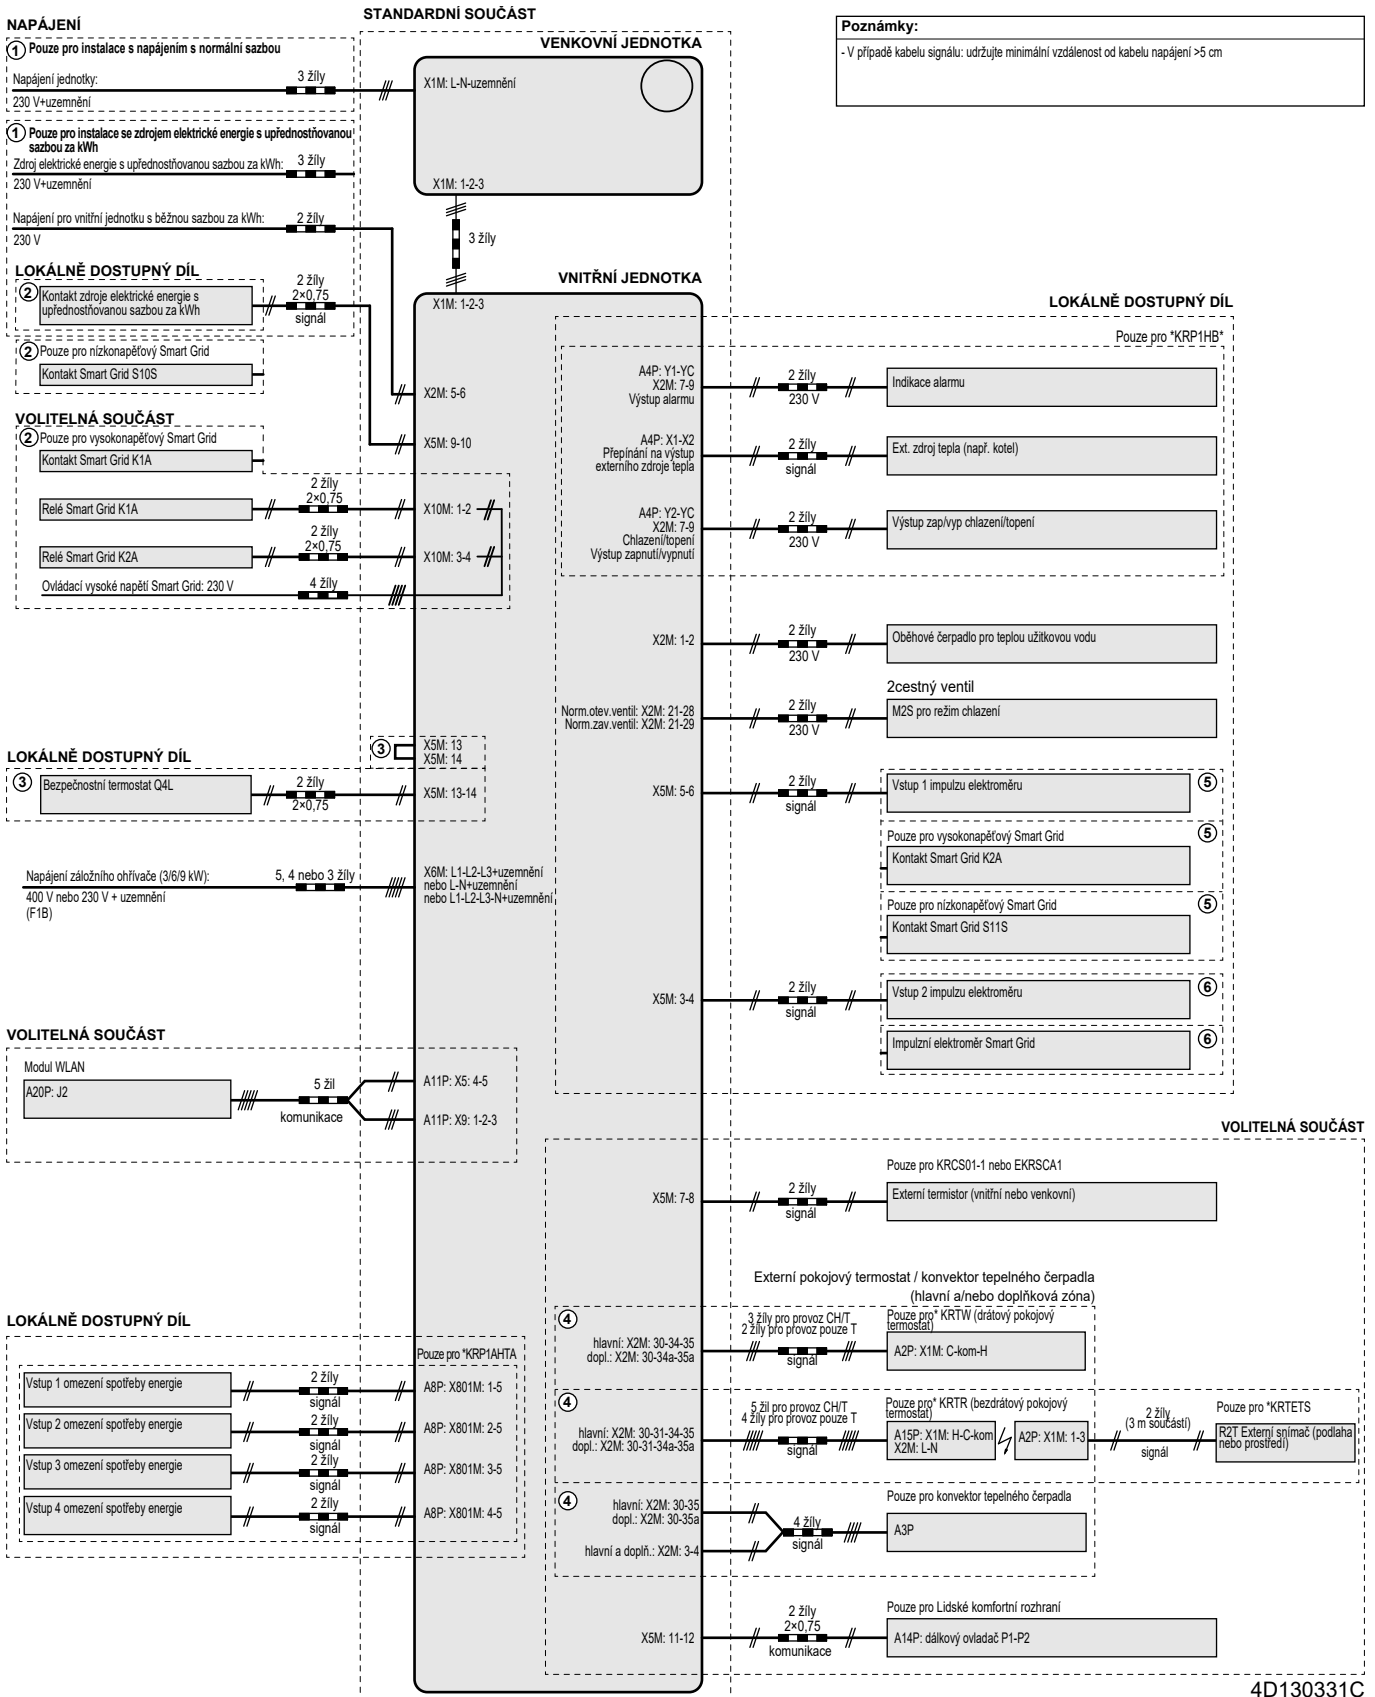 NAPÁJENÍ
① Pouze pro instalace s napájením s normální sazbou
Napájení jednotky:
3 žíly
230 V+uzemnění
① Pouze pro instalace se zdrojem elektrické energie s upřednostňovanou
sazbou za kWh
Zdroj elektrické energie s upřednostňovanou sazbou za kWh:
3 žíly
230 V+uzemnění
Napájení pro vnitřní jednotku s běžnou sazbou za kWh:
2 žíly
230 V
LOKÁLNĚ DOSTUPNÝ DÍL
② Kontakt zdroje elektrické energie s
upřednostňovanou sazbou za kWh
2 žíly
2×0,75
signál
② Pouze pro nízkonapěťový Smart Grid
Kontakt Smart Grid S10S
VOLITELNÁ SOUČÁST
② Pouze pro vysokonapěťový Smart Grid
Kontakt Smart Grid K1A
Relé Smart Grid K1A
2 žíly
2×0,75
Relé Smart Grid K2A
2 žíly
2×0,75
Ovládací vysoké napětí Smart Grid: 230 V
4 žíly
LOKÁLNĚ DOSTUPNÝ DÍL
③ Bezpečnostní termostat Q4L
2 žíly
2×0,75
Napájení záložního ohřívače (3/6/9 kW):
5, 4 nebo 3 žíly
400 V nebo 230 V + uzemnění
(F1B)
VOLITELNÁ SOUČÁST
Modul WLAN
A20P: J2
5 žil
komunikace
LOKÁLNĚ DOSTUPNÝ DÍL
Pouze pro *KRP1AHTA
Vstup 1 omezení spotřeby energie
2 žíly
signál
A8P: X801M: 1-5
Vstup 2 omezení spotřeby energie
2 žíly
signál
A8P: X801M: 2-5
Vstup 3 omezení spotřeby energie
2 žíly
signál
A8P: X801M: 3-5
Vstup 4 omezení spotřeby energie
2 žíly
signál
A8P: X801M: 4-5
STANDARDNÍ SOUČÁST
VENKOVNÍ JEDNOTKA
X1M: L-N-uzemnění
X1M: 1-2-3
3 žíly
VNITŘNÍ JEDNOTKA
X1M: 1-2-3
X2M: 5-6
X5M: 9-10
X10M: 1-2
X10M: 3-4
③ X5M: 13
X5M: 14
X5M: 13-14
X6M: L1-L2-L3+uzemnění
nebo L-N+uzemnění
nebo L1-L2-L3-N+uzemnění
A11P: X5: 4-5
A11P: X9: 1-2-3
Poznámky:
- V případě kabelu signálu: udržujte minimální vzdálenost od kabelu napájení >5 cm
LOKÁLNĚ DOSTUPNÝ DÍL
Pouze pro *KRP1HB*
A4P: Y1-YC
X2M: 7-9
Výstup alarmu
2 žíly
230 V
Indikace alarmu
A4P: X1-X2
Přepínání na výstup
externího zdroje tepla
2 žíly
signál
Ext. zdroj tepla (např. kotel)
A4P: Y2-YC
X2M: 7-9
Chlazení/topení
Výstup zapnutí/vypnutí
2 žíly
230 V
Výstup zap/vyp chlazení/topení
X2M: 1-2
2 žíly
230 V
Oběhové čerpadlo pro teplou užitkovou vodu
2cestný ventil
Norm.otev.ventil: X2M: 21-28
Norm.zav.ventil: X2M: 21-29
2 žíly
230 V
M2S pro režim chlazení
X5M: 5-6
2 žíly
signál
Vstup 1 impulzu elektroměru ⑤
Pouze pro vysokonapěťový Smart Grid ⑤
Kontakt Smart Grid K2A
Pouze pro nízkonapěťový Smart Grid ⑤
Kontakt Smart Grid S11S
X5M: 3-4
2 žíly
signál
Vstup 2 impulzu elektroměru ⑥
Impulzní elektroměr Smart Grid ⑥
VOLITELNÁ SOUČÁST
Pouze pro KRCS01-1 nebo EKRSCA1
X5M: 7-8
2 žíly
signál
Externí termistor (vnitřní nebo venkovní)
Externí pokojový termostat / konvektor tepelného čerpadla
(hlavní a/nebo doplňková zóna)
④
hlavní: X2M: 30-34-35
dopl.: X2M: 30-34a-35a
3 žíly pro provoz CH/T
2 žíly pro provoz pouze T
signál
Pouze pro* KRTW (drátový pokojový
termostat)
A2P: X1M: C-kom-H
④
hlavní: X2M: 30-31-34-35
dopl.: X2M: 30-31-34a-35a
5 žil pro provoz CH/T
4 žíly pro provoz pouze T
signál
Pouze pro* KRTR (bezdrátový pokojový
termostat)
A15P: X1M: H-C-kom
X2M: L-N
A2P: X1M: 1-3
2 žíly
(3 m součástí)
signál
Pouze pro *KRTETS
R2T Externí snímač (podlaha
nebo prostředí)
④
hlavní: X2M: 30-35
dopl.: X2M: 30-35a
hlavní a doplň.: X2M: 3-4
4 žíly
signál
Pouze pro konvektor tepelného čerpadla
A3P
Pouze pro Lidské komfortní rozhraní
X5M: 11-12
2 žíly
2×0,75
komunikace
A14P: dálkový ovladač P1-P2
4D130331C